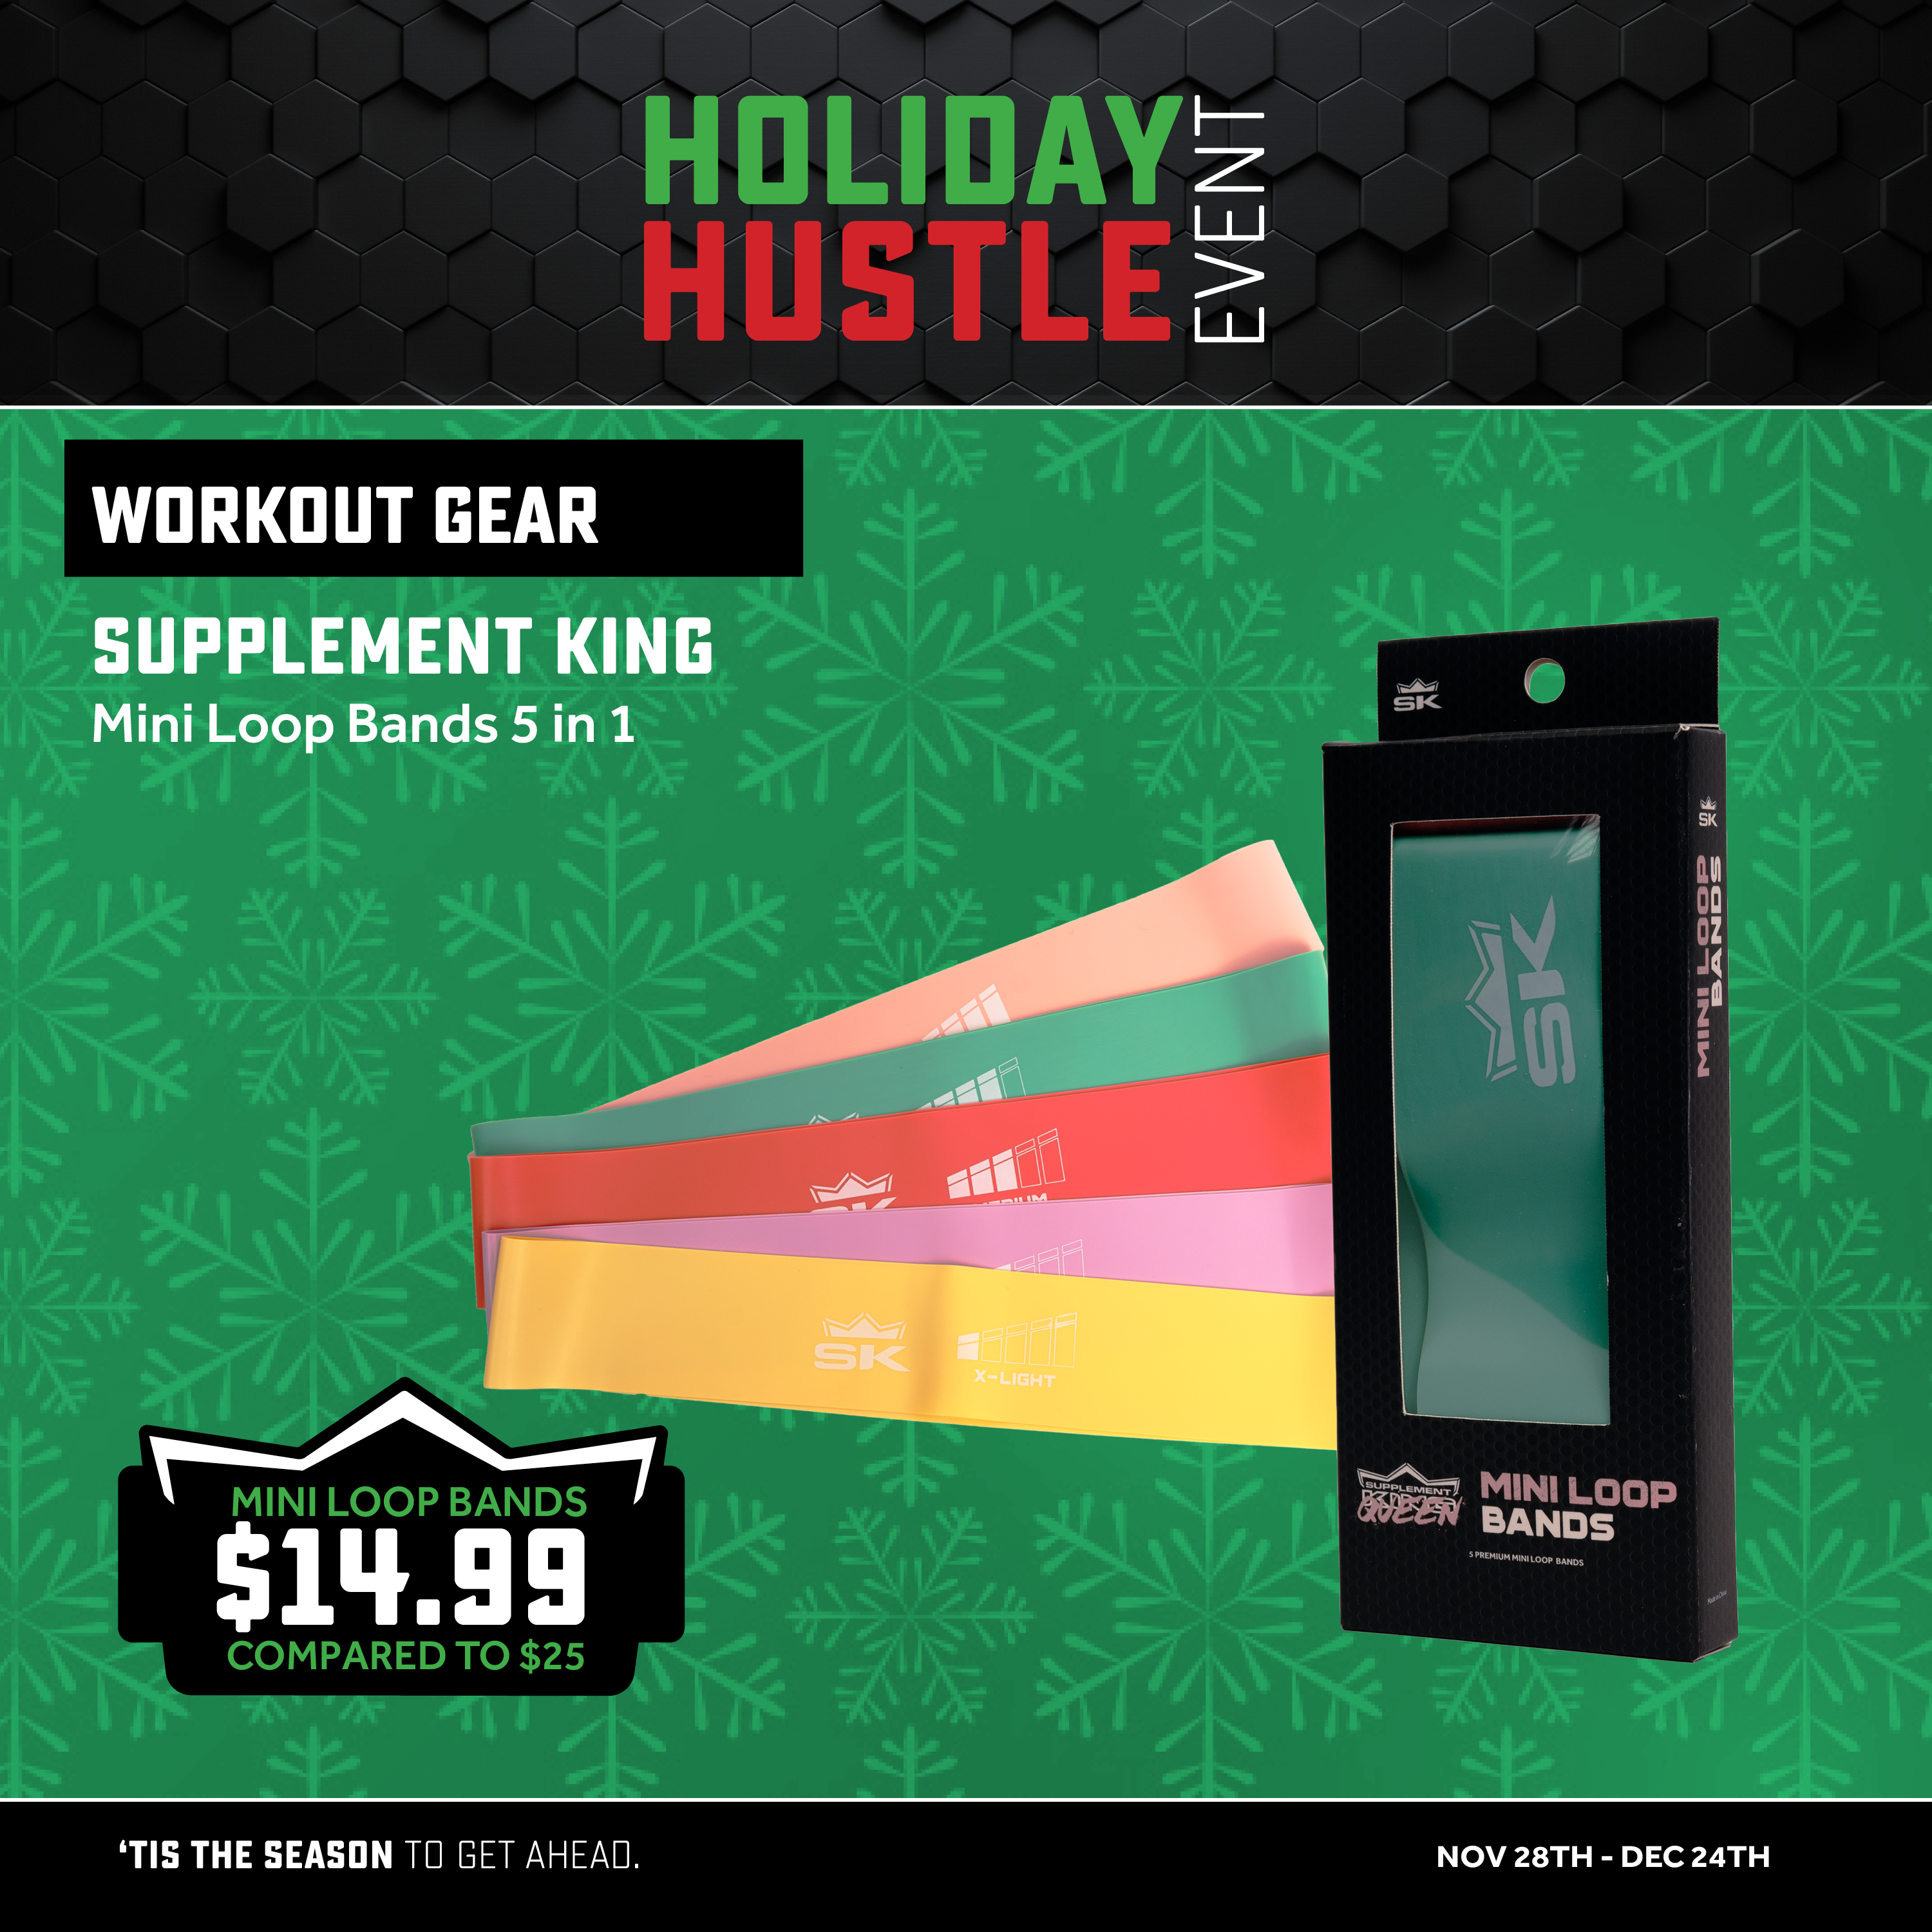 HOLIDAY
HUSTLE
EVENT
WORKOUT GEAR
SUPPLEMENT KING
Mini Loop Bands 5 in 1
SK
SK
MINI LOOP
BANDS
SK
SK
X-LIGHT
SUPPLEMENT
QUEEN
MINI LOOP
BANDS
5 PREMIUM MINI LOOP BANDS
MINI LOOP BANDS
$14.99
COMPARED TO $25
‘TIS THE SEASON TO GET AHEAD.
NOV 28TH - DEC 24TH